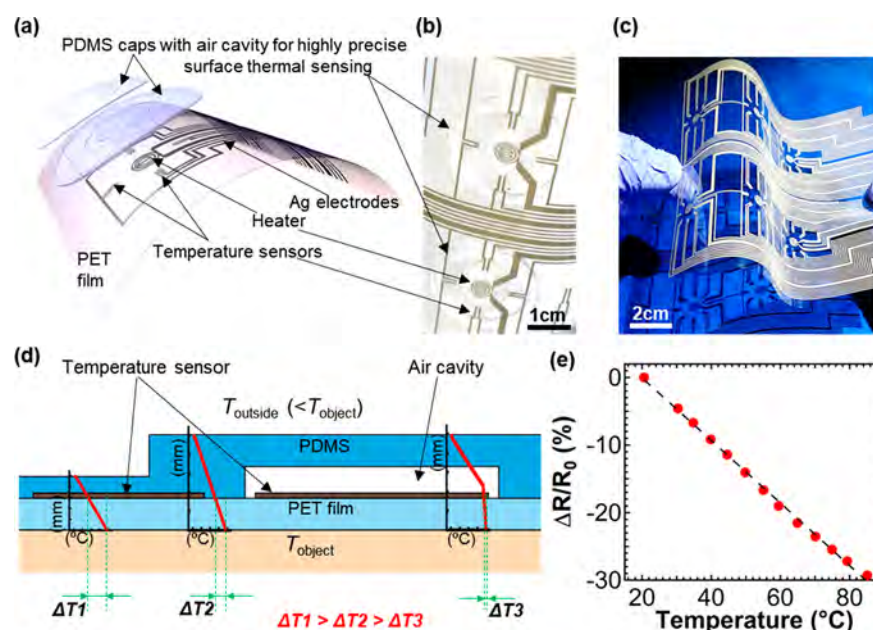 (a)
PDMS caps with air cavity for highly precise
surface thermal sensing
Ag electrodes
Heater
Temperature sensors
PET
film
(b)
1cm
(c)
2cm
(d)
Temperature sensor
Air cavity
Toutside (<Tobject)
PDMS
(mm)
(mm)
(mm)
PET film
(°C)
(°C)
(°C)
Tobject
ΔT1
ΔT2
ΔT3
ΔT1 > ΔT2 > ΔT3
(e)
ΔR/R0 (%)
0
-10
-20
-30
20 40 60 80
Temperature (°C)